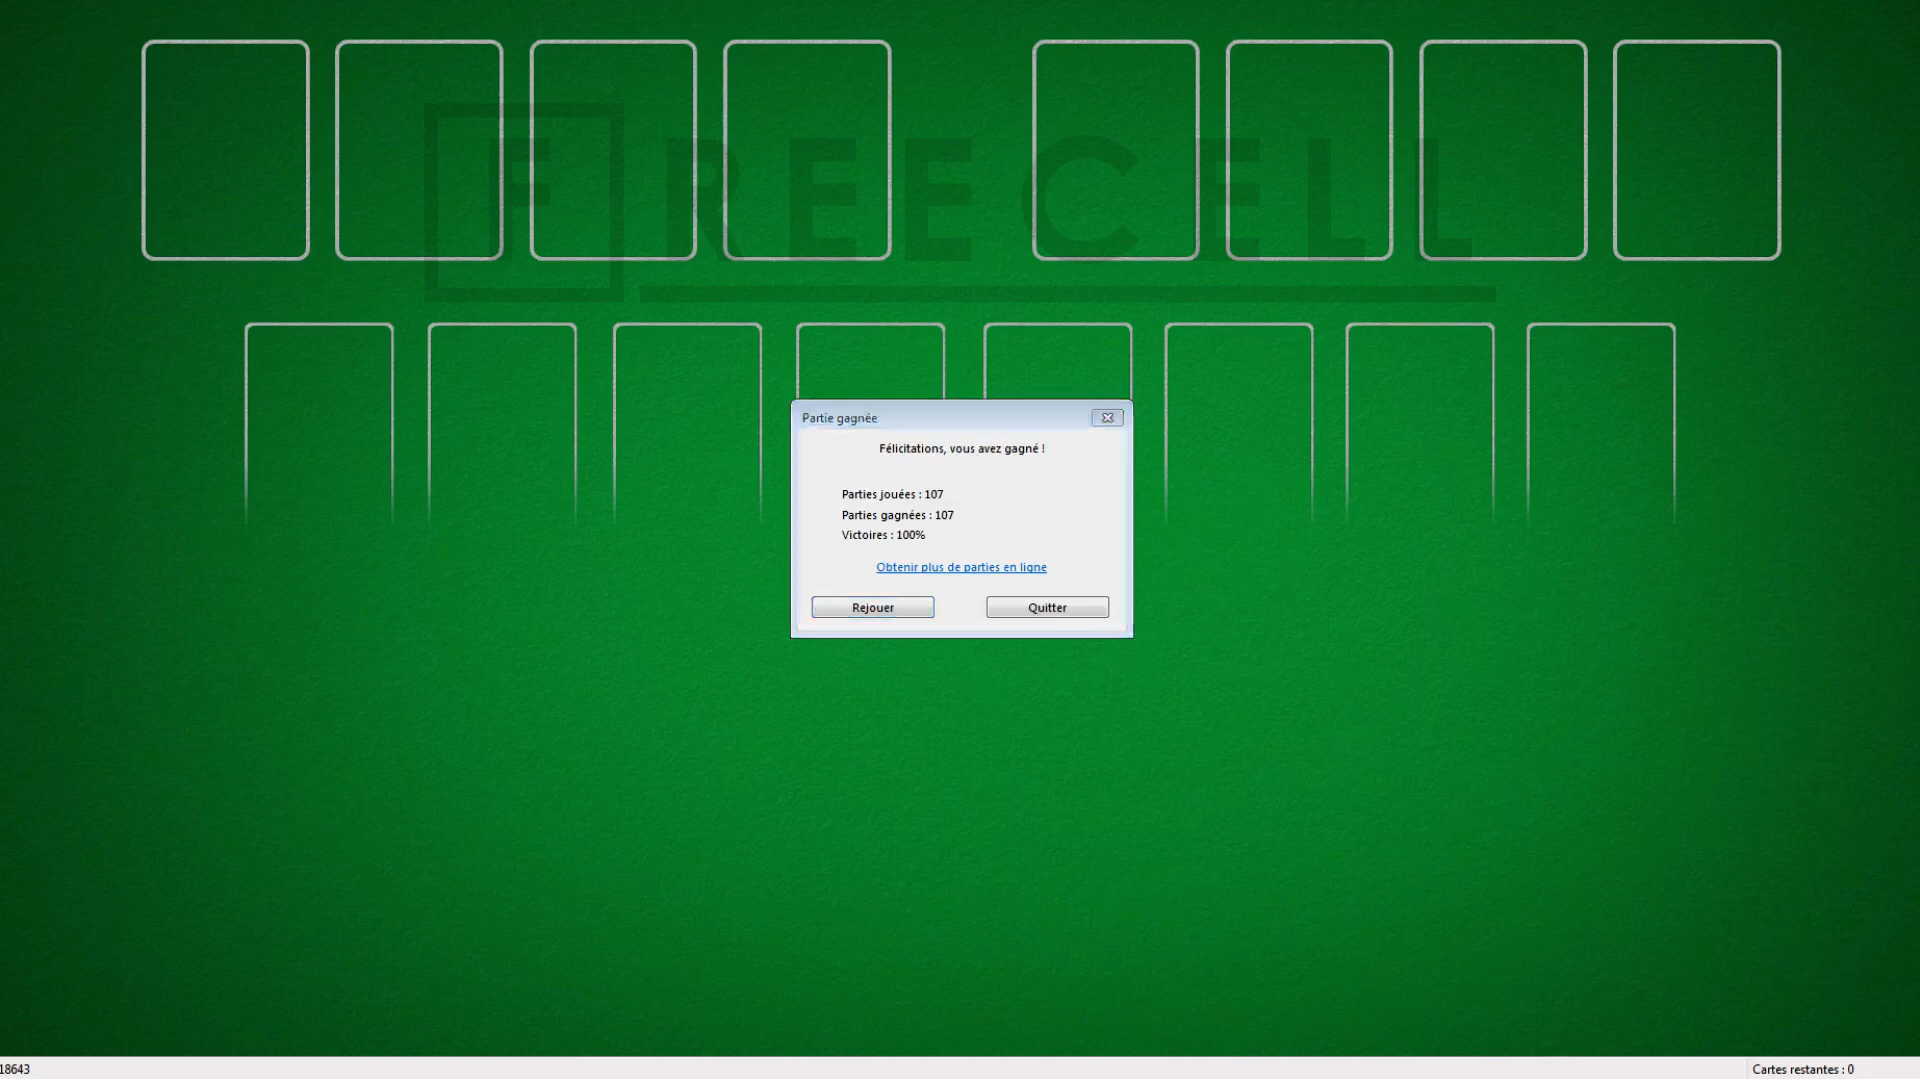 FREECELL
Partie gagnée
Félicitations, vous avez gagné !
Parties jouées : 107
Parties gagnées : 107
Victoires : 100%
Obtenir plus de parties en ligne
Rejouer
Quitter
18643
Cartes restantes : 0